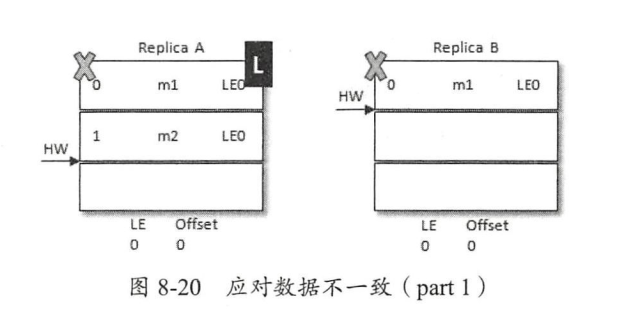 Replica A
L
0 m1 LE0
1 m2 LE0
HW
LE Offset
0 0
Replica B
0 m1 LE0
HW
LE Offset
0 0
图 8-20 应对数据不一致（part 1）